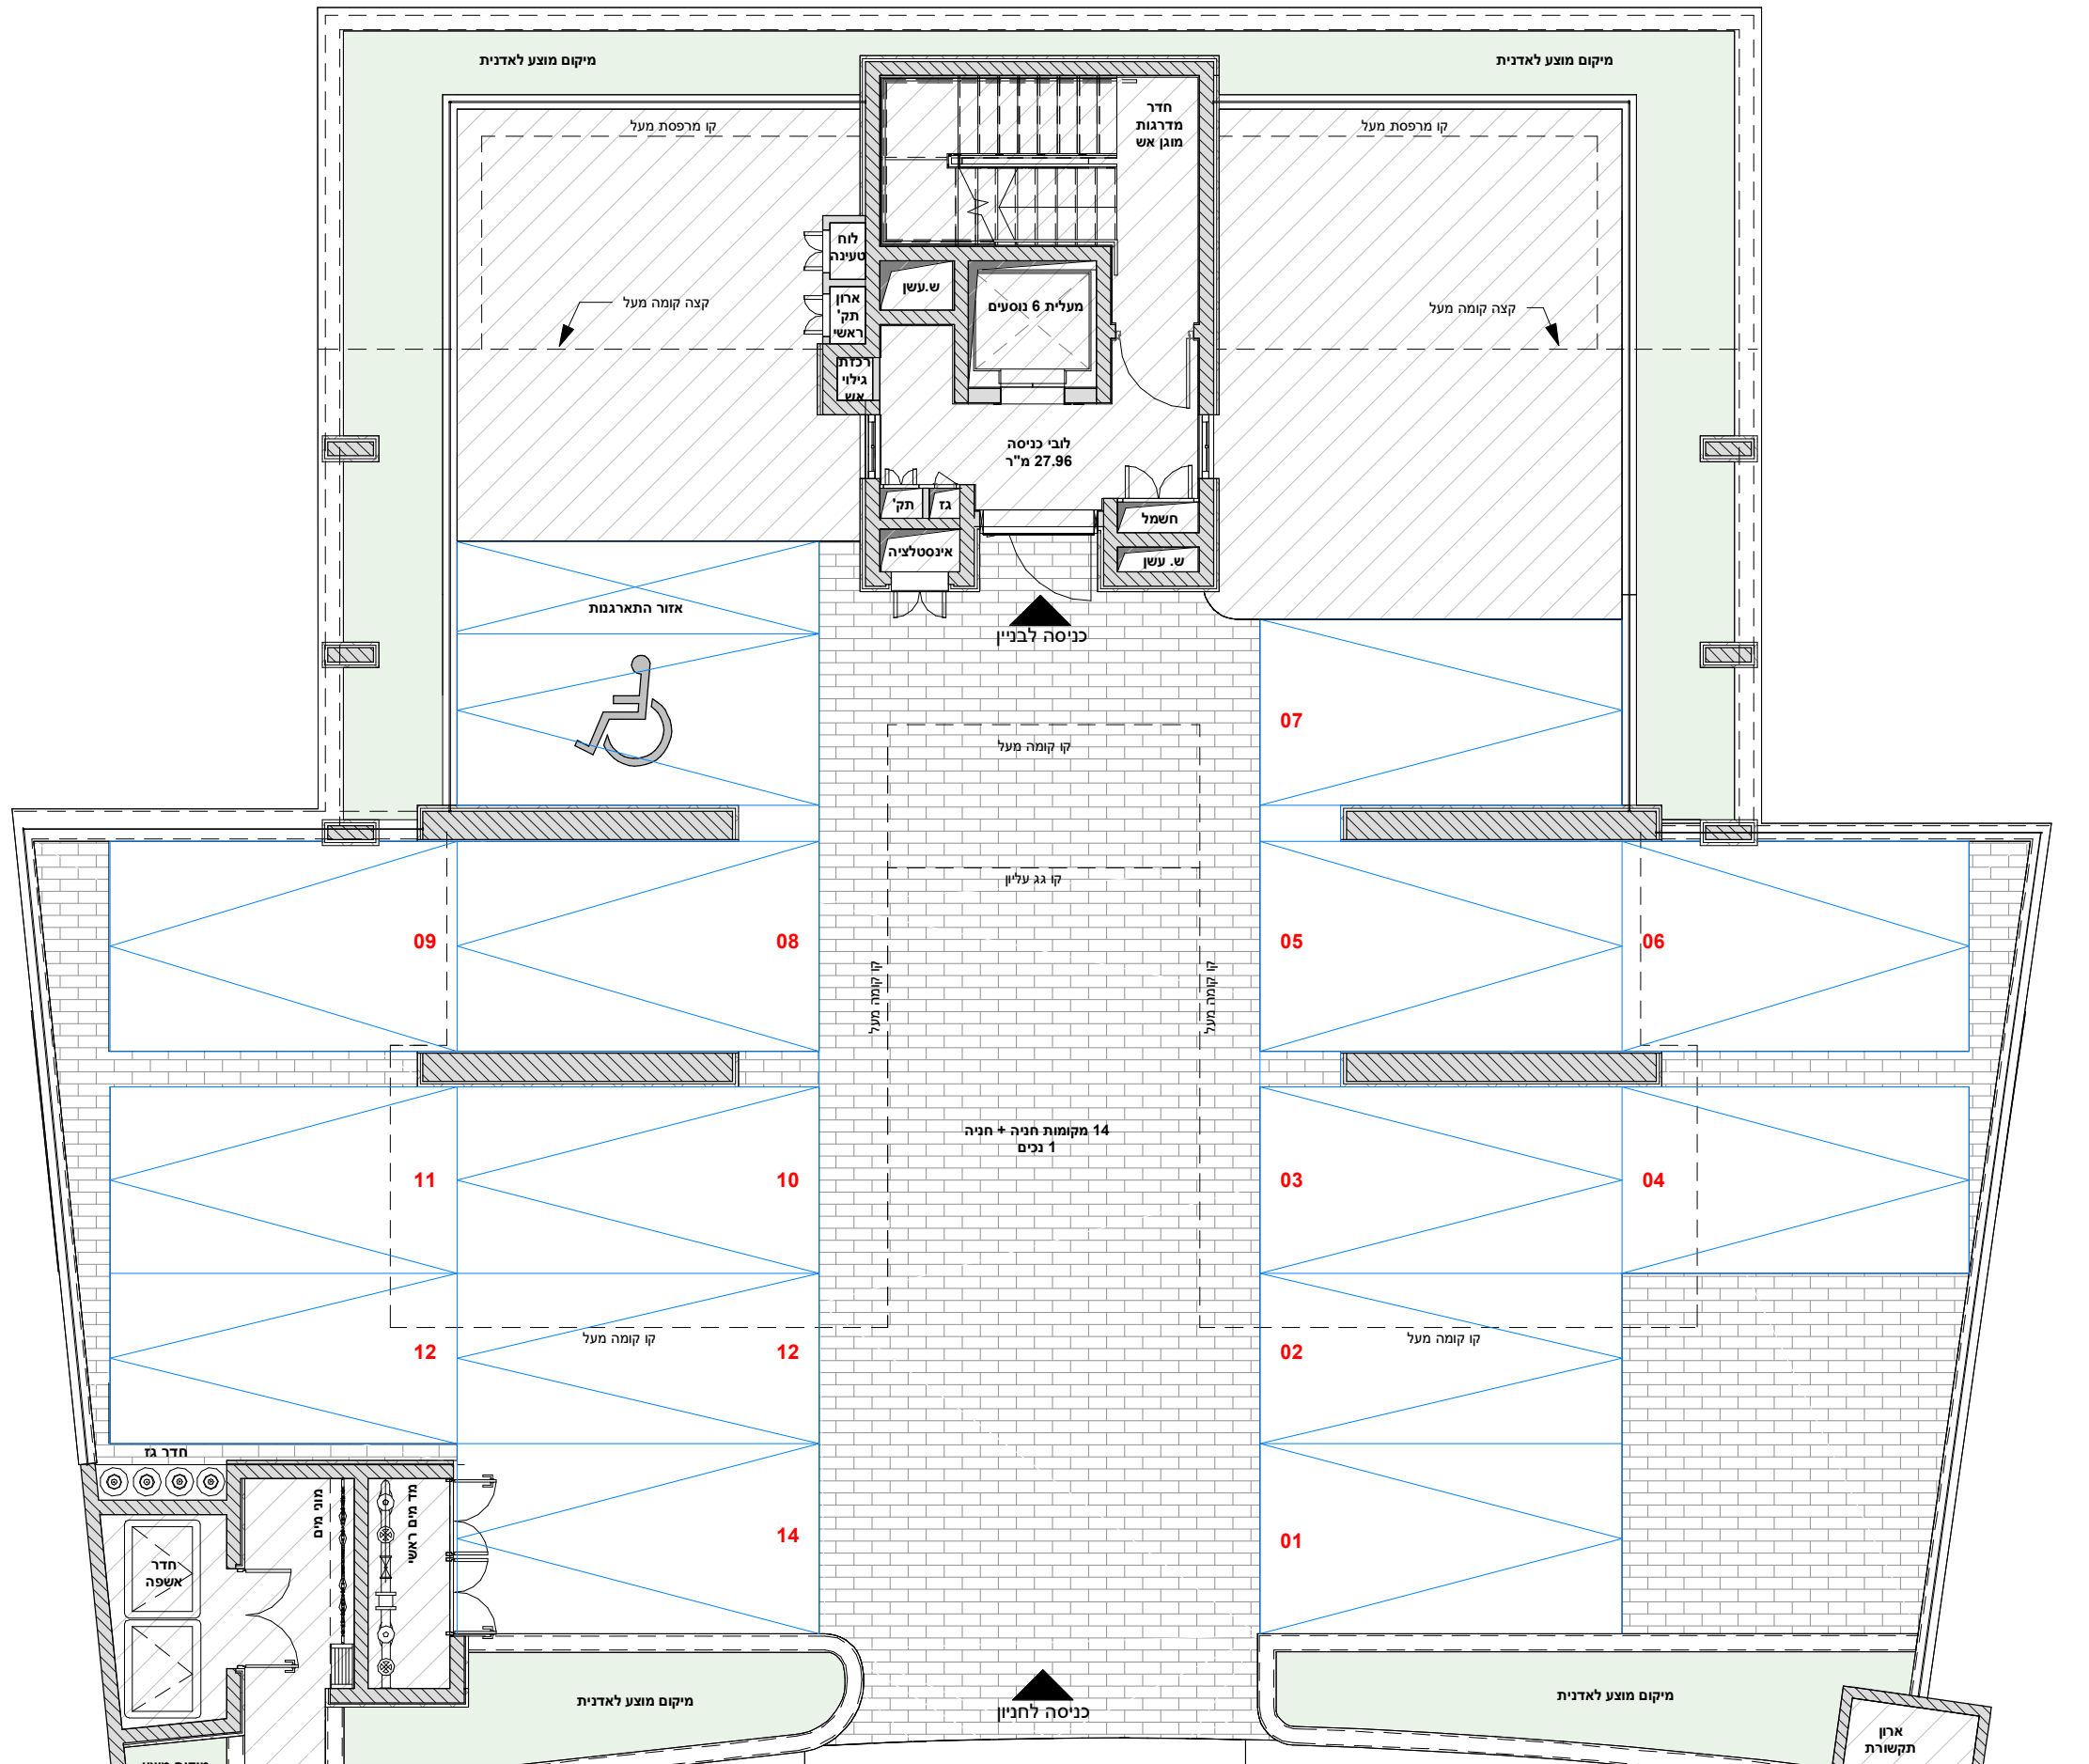 מיקום מוצע לאדנית
מיקום מוצע לאדנית
קו מרפסת מעל
חדר
מדרגות
מוגן אש
קו מרפסת מעל
לוח
טעינה
ש.עשן
מעלית 6 נוסעים
ארון
תק'
ראשי
קצה קומה מעל
קצה קומה מעל
רכזת
גילוי
אש
לובי כניסה
27.96 מ"ר
תק'
גז
חשמל
אינסטלציה
ש. עשן
אזור התארגנות
כניסה לבניין
07
קו קומה מעל
קו גג עליון
09
08
05
06
קו קומה מעל
קו קומה מעל
14 מקומות חניה + חניה
1 נכים
11
10
03
04
קו קומה מעל
קו קומה מעל
12
12
02
חדר גז
מוני מים
מד מים ראשי
14
01
חדר
אשפה
מיקום מוצע לאדנית
כניסה לחניון
מיקום מוצע לאדנית
ארון
תקשורת